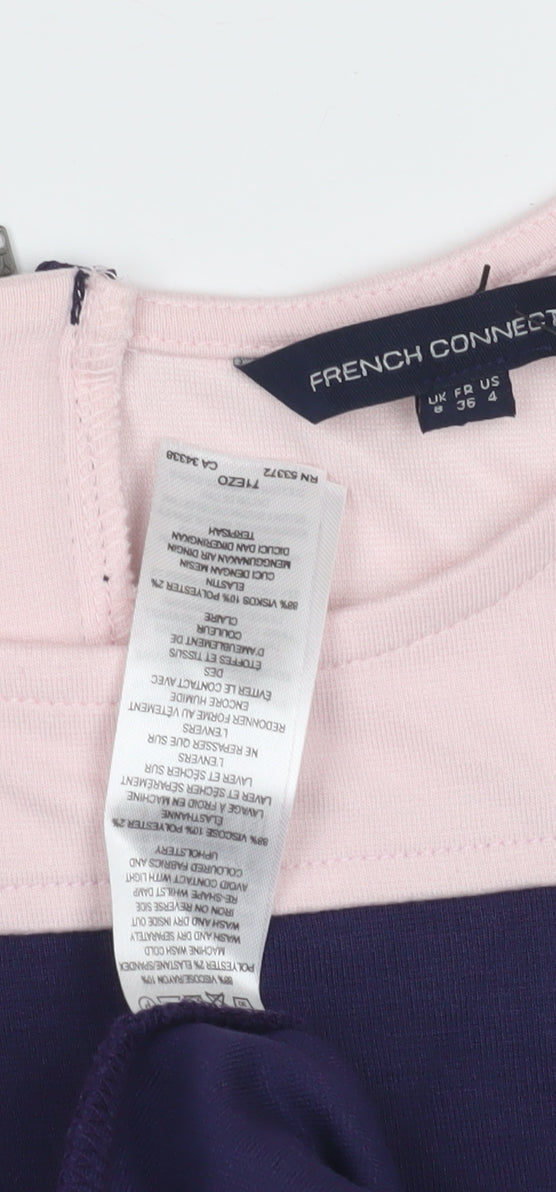 FRENCH CONNECT
UK FR US
8 36 4
88% VISCOSE/RAYON 10%
POLYESTER 2% ELASTANE/SPANDEX
MACHINE WASH COLD
WASH AND DRY SEPARATELY
WASH AND DRY INSIDE OUT
IRON ON REVERSE SIDE
RE-SHAPE WHILST DAMP
AVOID CONTACT WITH LIGHT
COLOURED FABRICS AND
UPHOLSTERY
88% VISCOSE 10% POLYESTER 2%
ELASTHANNE
LAVAGE À FROID EN MACHINE
LAVER ET SÉCHER SÉPARÉMENT
LAVER ET SÉCHER SUR
L'ENVERS
NE REPASSER QUE SUR
L'ENVERS
REDONNER FORME AU VÊTEMENT
ENCORE HUMIDE
ÉVITER LE CONTACT AVEC
DES
ÉTOFFES ET TISSUS
D'AMEUBLEMENT DE
COULEUR
CLAIRE
88% VISKOS 10% POLYESTER 2%
ELASTIN
CUCI DENGAN MESIN
MENGGUNAKAN AIR DINGIN
DICUCI DAN DIKERINGKAN
TERPISAH
71EZO
RN 53372 CA 34338